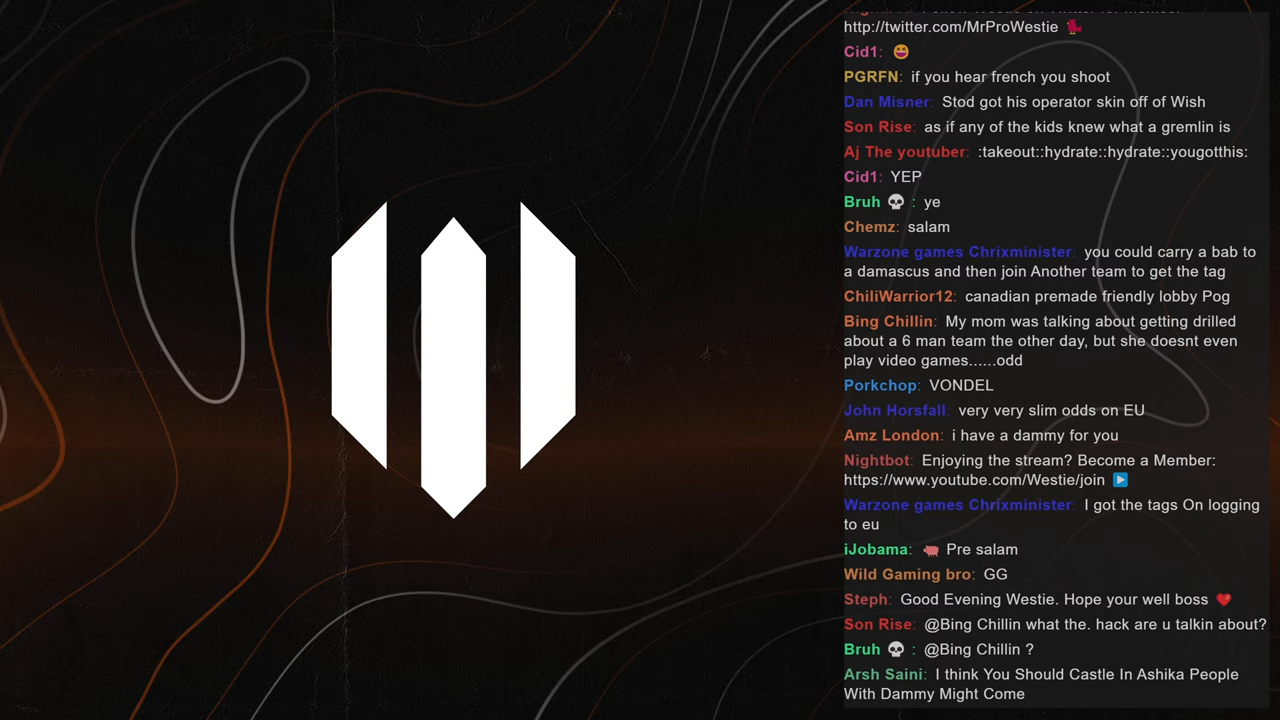 http://twitter.com/MrProWestie
Cid1:
PGRFN: if you hear french you shoot
Dan Misner: Stod got his operator skin off of Wish
Son Rise: as if any of the kids knew what a gremlin is
Aj The youtuber: :takeout::hydrate::hydrate::yougotthis:
Cid1: YEP
Bruh 💀 : ye
Chemz: salam
Warzone games Chrixminister: you could carry a bab to
a damascus and then join Another team to get the tag
ChiliWarrior12: canadian premade friendly lobby Pog
Bing Chillin: My mom was talking about getting drilled
about a 6 man team the other day, but she doesnt even
play video games......odd
Porkchop: VONDEL
John Horsfall: very very slim odds on EU
Amz London: i have a dammy for you
Nightbot: Enjoying the stream? Become a Member:
https://www.youtube.com/Westie/join ▶️
Warzone games Chrixminister: I got the tags On logging
to eu
iJobama: 🐖 Pre salam
Wild Gaming bro: GG
Steph: Good Evening Westie. Hope your well boss ❤️
Son Rise: @Bing Chillin what the. hack are u talkin about?
Bruh 💀 : @Bing Chillin ?
Arsh Saini: I think You Should Castle In Ashika People
With Dammy Might Come